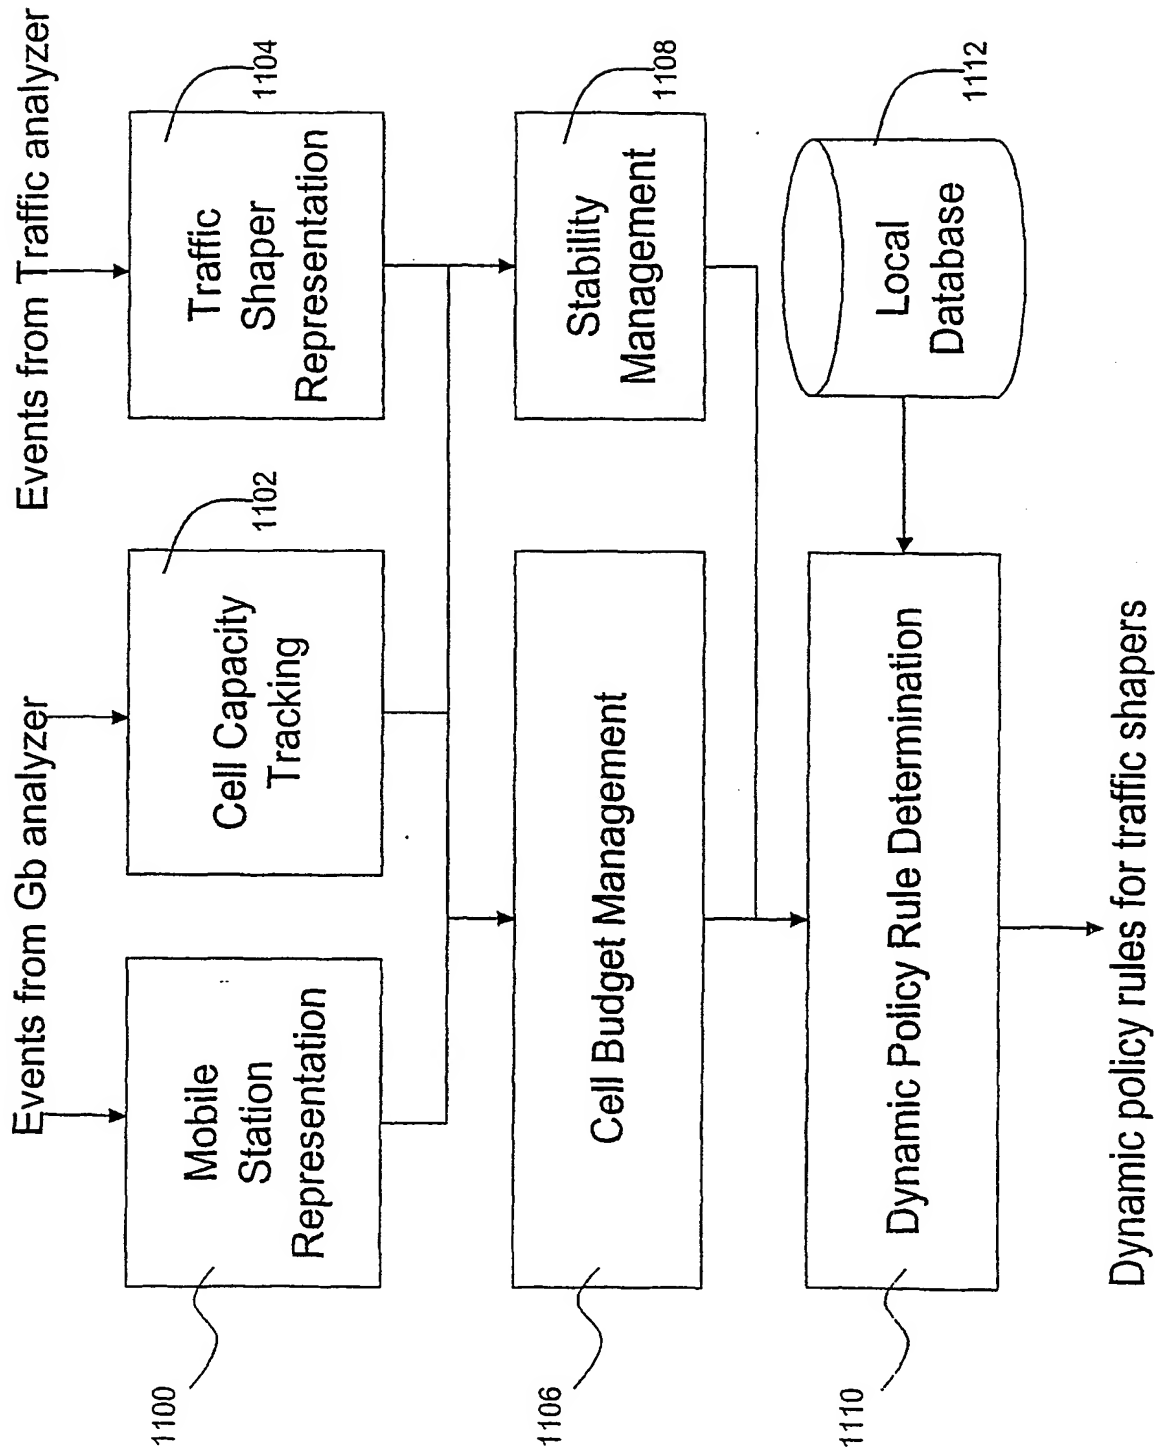 Events from Gb analyzer
Events from Traffic analyzer
1100
Mobile
Station
Representation
1102
Cell Capacity
Tracking
1104
Traffic
Shaper
Representation
1106
Cell Budget Management
1108
Stability
Management
1110
Dynamic Policy Rule Determination
1112
Local
Database
Dynamic policy rules for traffic shapers